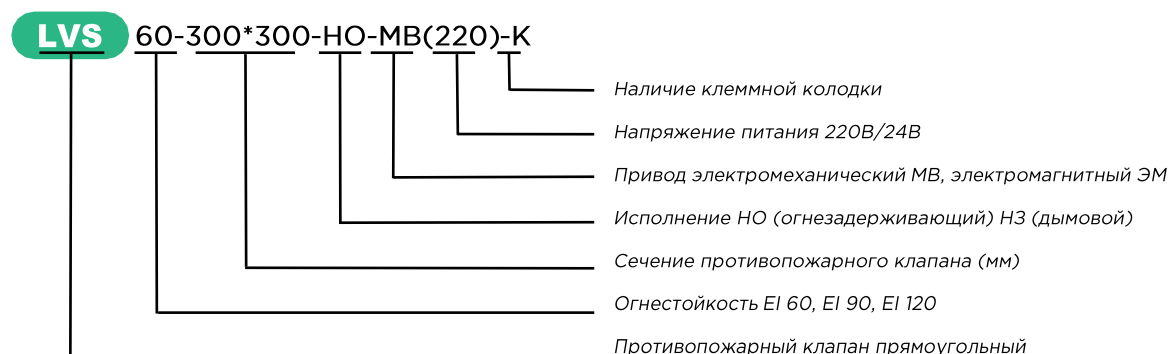 LVS 60-300*300-НО-МВ(220)-К
Наличие клеммной колодки
Напряжение питания 220В/24В
Привод электромеханический МВ, электромагнитный ЭМ
Исполнение НО (огнезадерживающий) НЗ (дымовой)
Сечение противопожарного клапана (мм)
Огнестойкость EI 60, EI 90, EI 120
Противопожарный клапан прямоугольный